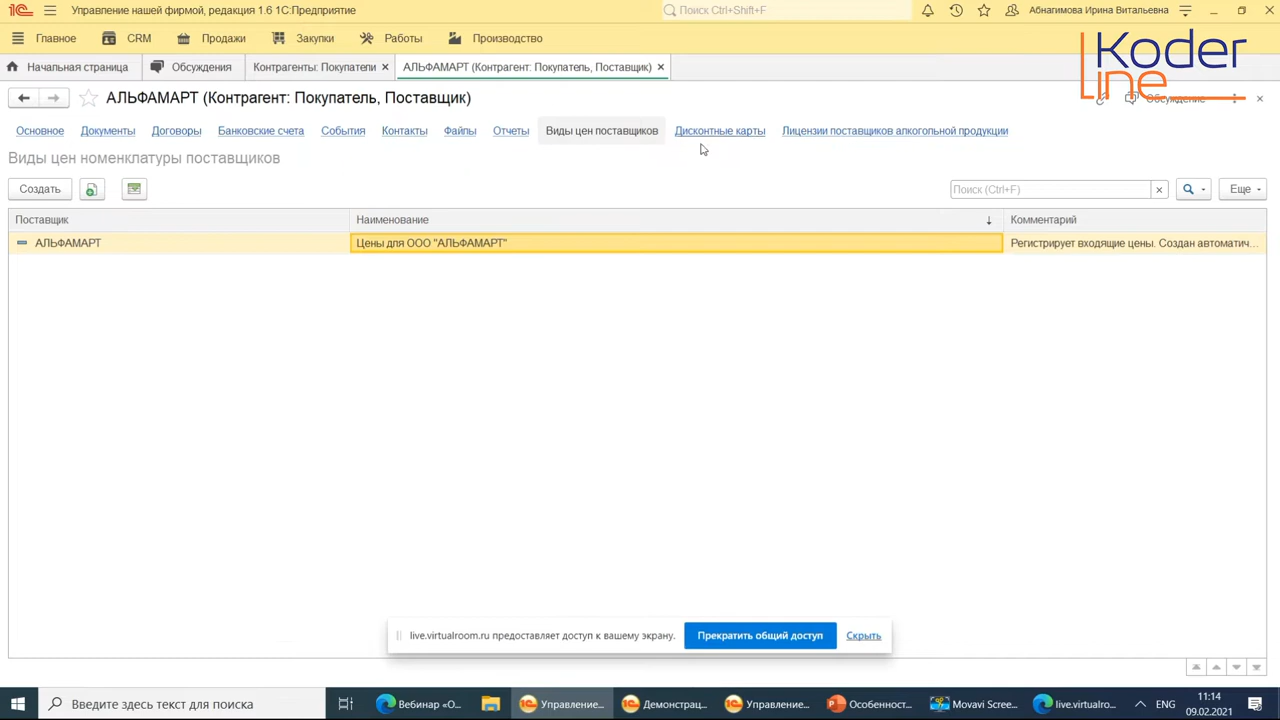 Управление нашей фирмой, редакция 1.6 1С:Предприятие
Поиск Ctrl+Shift+F
Абнагимова Ирина Витальевна
Главное
CRM
Продажи
Закупки
Работы
Производство
Koder
line
Начальная страница
Обсуждения
Контрагенты: Покупатели
АЛЬФАМАРТ (Контрагент: Покупатель, Поставщик)
АЛЬФАМАРТ (Контрагент: Покупатель, Поставщик)
Обсуждение
Основное
Документы
Договоры
Банковские счета
События
Контакты
Файлы
Отчеты
Виды цен поставщиков
Дисконтные карты
Лицензии поставщиков алкогольной продукции
Виды цен номенклатуры поставщиков
Создать
Поиск (Ctrl+F)
Еще
Поставщик
Наименование
Комментарий
АЛЬФАМАРТ
Цены для ООО "АЛЬФАМАРТ"
Регистрирует входящие цены. Создан автоматич...
live.virtualroom.ru предоставляет доступ к вашему экрану.
Прекратить общий доступ
Скрыть
Введите здесь текст для поиска
Вебинар «О...
Управление...
Демонстрац...
Управление...
Особенност...
Movavi Scree...
live.virtualro...
ENG
11:14
09.02.2021